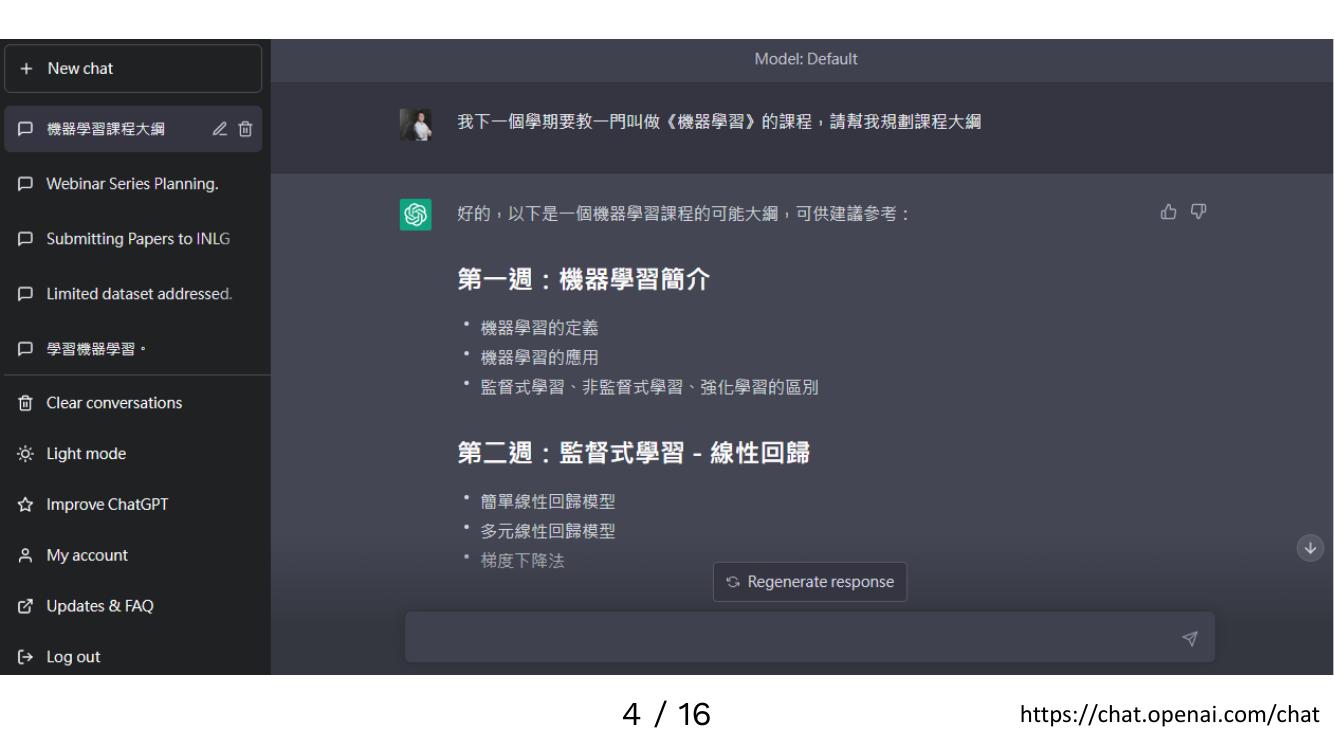 New chat
機器學習課程大綱
Webinar Series Planning.
Submitting Papers to INLG
Limited dataset addressed.
學習機器學習。
Clear conversations
Light mode
Improve ChatGPT
My account
Updates & FAQ
Log out
Model: Default
我下一個學期要教一門叫做《機器學習》的課程，請幫我規劃課程大綱
好的，以下是一個機器學習課程的可能大綱，可供建議參考：
第一週：機器學習簡介
• 機器學習的定義
• 機器學習的應用
• 監督式學習、非監督式學習、強化學習的區別
第二週：監督式學習 - 線性回歸
• 簡單線性回歸模型
• 多元線性回歸模型
• 梯度下降法
Regenerate response
4 / 16
https://chat.openai.com/chat